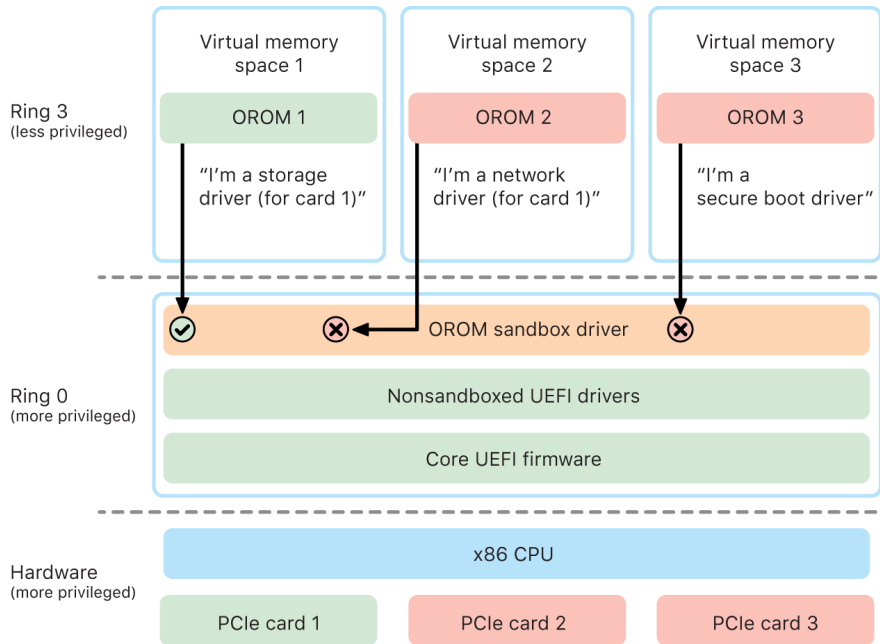 Virtual memory
space 1
Virtual memory
space 2
Virtual memory
space 3
Ring 3
(less privileged)
OROM 1
OROM 2
OROM 3
“I’m a storage
driver (for card 1)”
“I’m a network
driver (for card 1)”
“I’m a
secure boot driver”
OROM sandbox driver
Ring 0
(more privileged)
Nonsandboxed UEFI drivers
Core UEFI firmware
Hardware
(more privileged)
x86 CPU
PCIe card 1
PCIe card 2
PCIe card 3